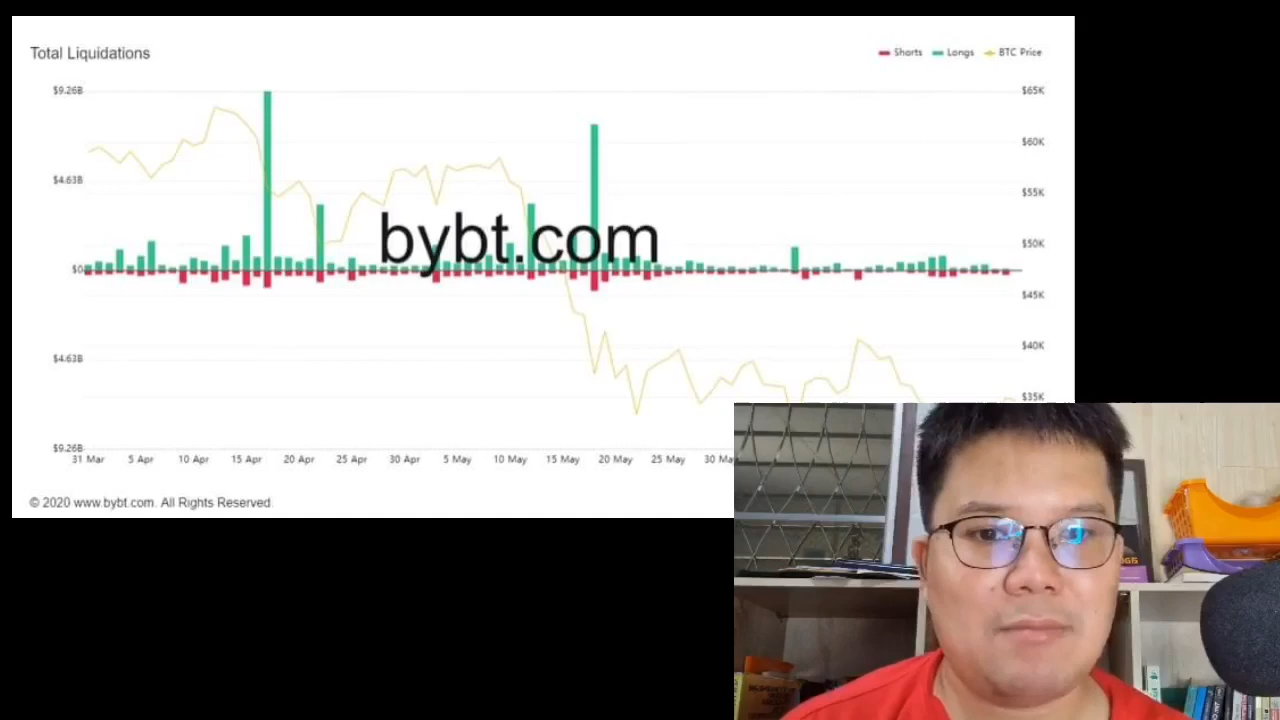 Total Liquidations
Shorts Longs BTC Price
$9.26B
$65K
$60K
$4.63B
$55K
bybt.com
$50K
$0
$45K
$4.63B
$40K
$35K
$9.26B
31 Mar 5 Apr 10 Apr 15 Apr 20 Apr 25 Apr 30 Apr 5 May 10 May 15 May 20 May 25 May 30 May
© 2020 www.bybt.com. All Rights Reserved.